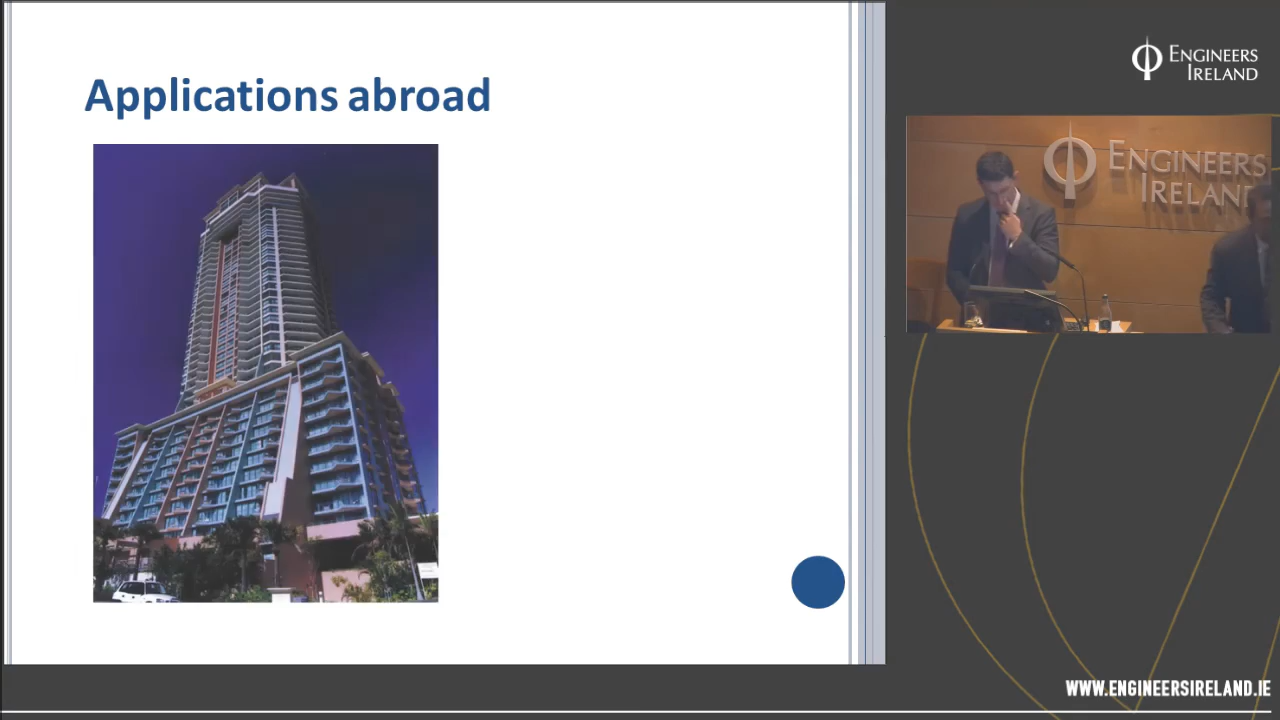 Applications abroad
ENGINEERS
IRELAND
ENGINEERS
IRELAND
WWW.ENGINEERSIRELAND.IE